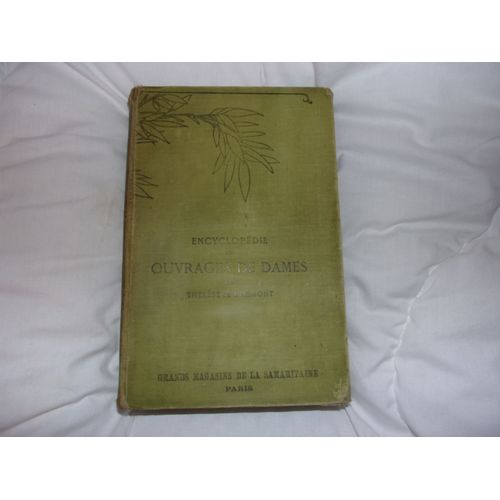 ENCYCLOPÉDIE
OUVRAGES DE DAMES
GRANDS MAGASINS DE LA SAMARITAINE
PARIS